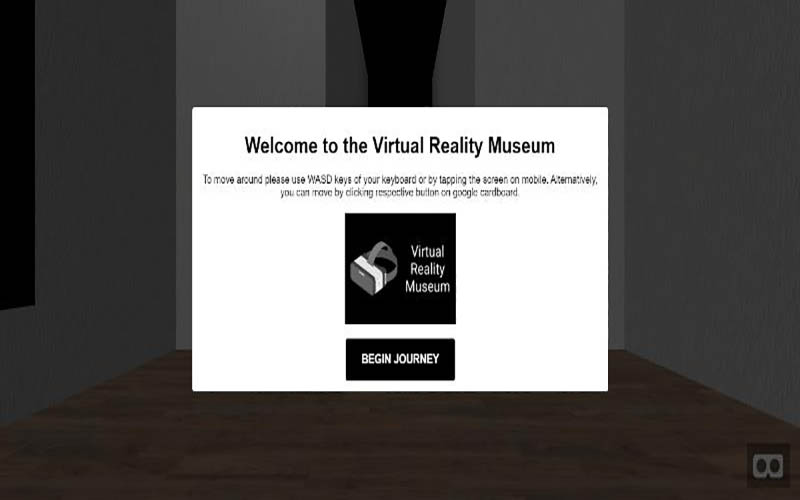 Welcome to the Virtual Reality Museum
To move around please use WASD keys of your keyboard or by tapping the screen on mobile. Alternatively,
you can move by clicking respective button on google cardboard.
Virtual
Reality
Museum
BEGIN JOURNEY